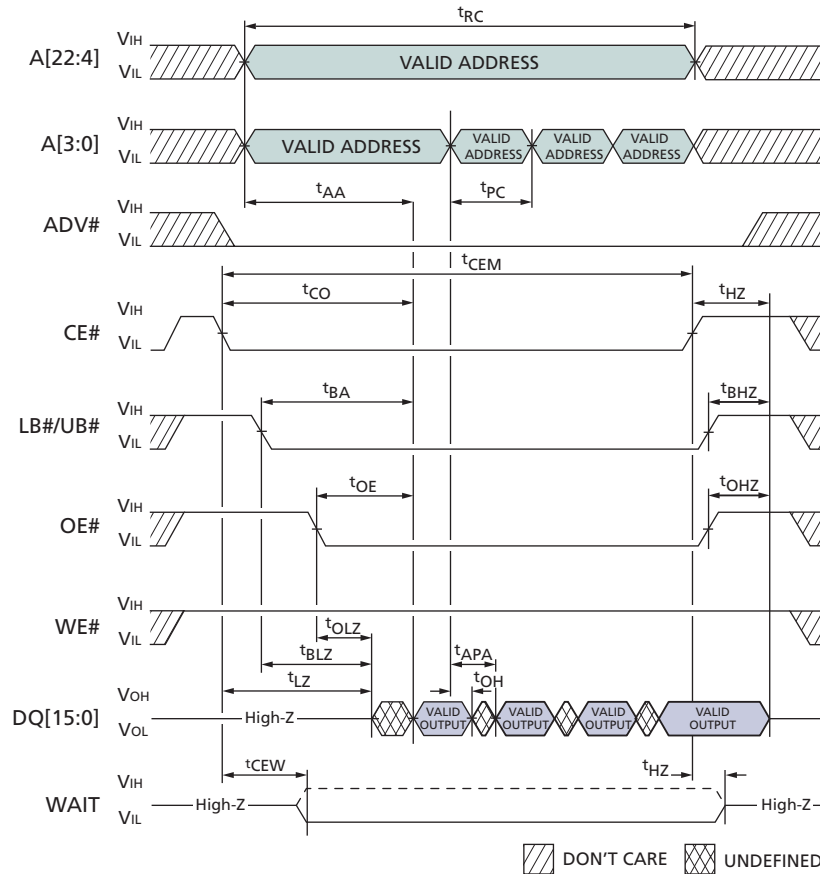 tRC
VIH
A[22:4]
VALID ADDRESS
VIL
VIH
A[3:0]
VALID ADDRESS
VALID
ADDRESS
VALID
ADDRESS
VALID
ADDRESS
VIL
tAA
tPC
VIH
ADV#
VIL
tCEM
tCO
tHZ
VIH
CE#
VIL
tBA
tBHZ
VIH
LB#/UB#
VIL
tOE
tOHZ
VIH
OE#
VIL
VIH
WE#
VIL
tOLZ
tBLZ
tAPA
tLZ
tOH
VOH
DQ[15:0]
High-Z
VALID
OUTPUT
VALID
OUTPUT
VALID
OUTPUT
VALID
OUTPUT
VOL
tCEW
tHZ
VIH
WAIT
High-Z
High-Z
VIL
DON'T CARE
UNDEFINED